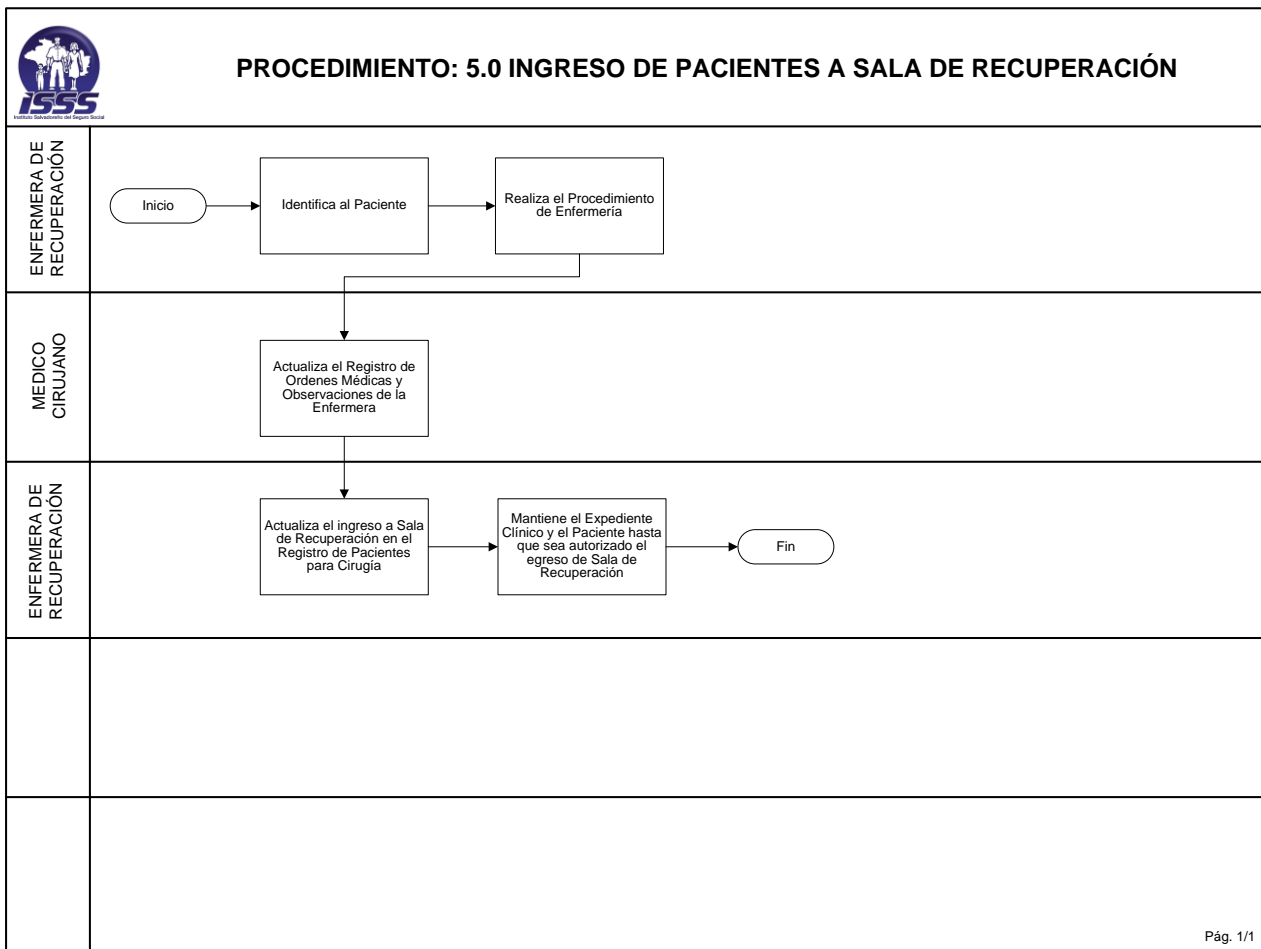 ISSS
Instituto Salvadoreño del Seguro Social
PROCEDIMIENTO: 5.0 INGRESO DE PACIENTES A SALA DE RECUPERACIÓN
ENFERMERA DE
RECUPERACIÓN
Inicio
Identifica al Paciente
Realiza el Procedimiento
de Enfermería
MEDICO
CIRUJANO
Actualiza el Registro de
Ordenes Médicas y
Observaciones de la
Enfermera
ENFERMERA DE
RECUPERACIÓN
Actualiza el ingreso a Sala
de Recuperación en el
Registro de Pacientes
para Cirugía
Mantiene el Expediente
Clínico y el Paciente hasta
que sea autorizado el
egreso de Sala de
Recuperación
Fin
Pág. 1/1